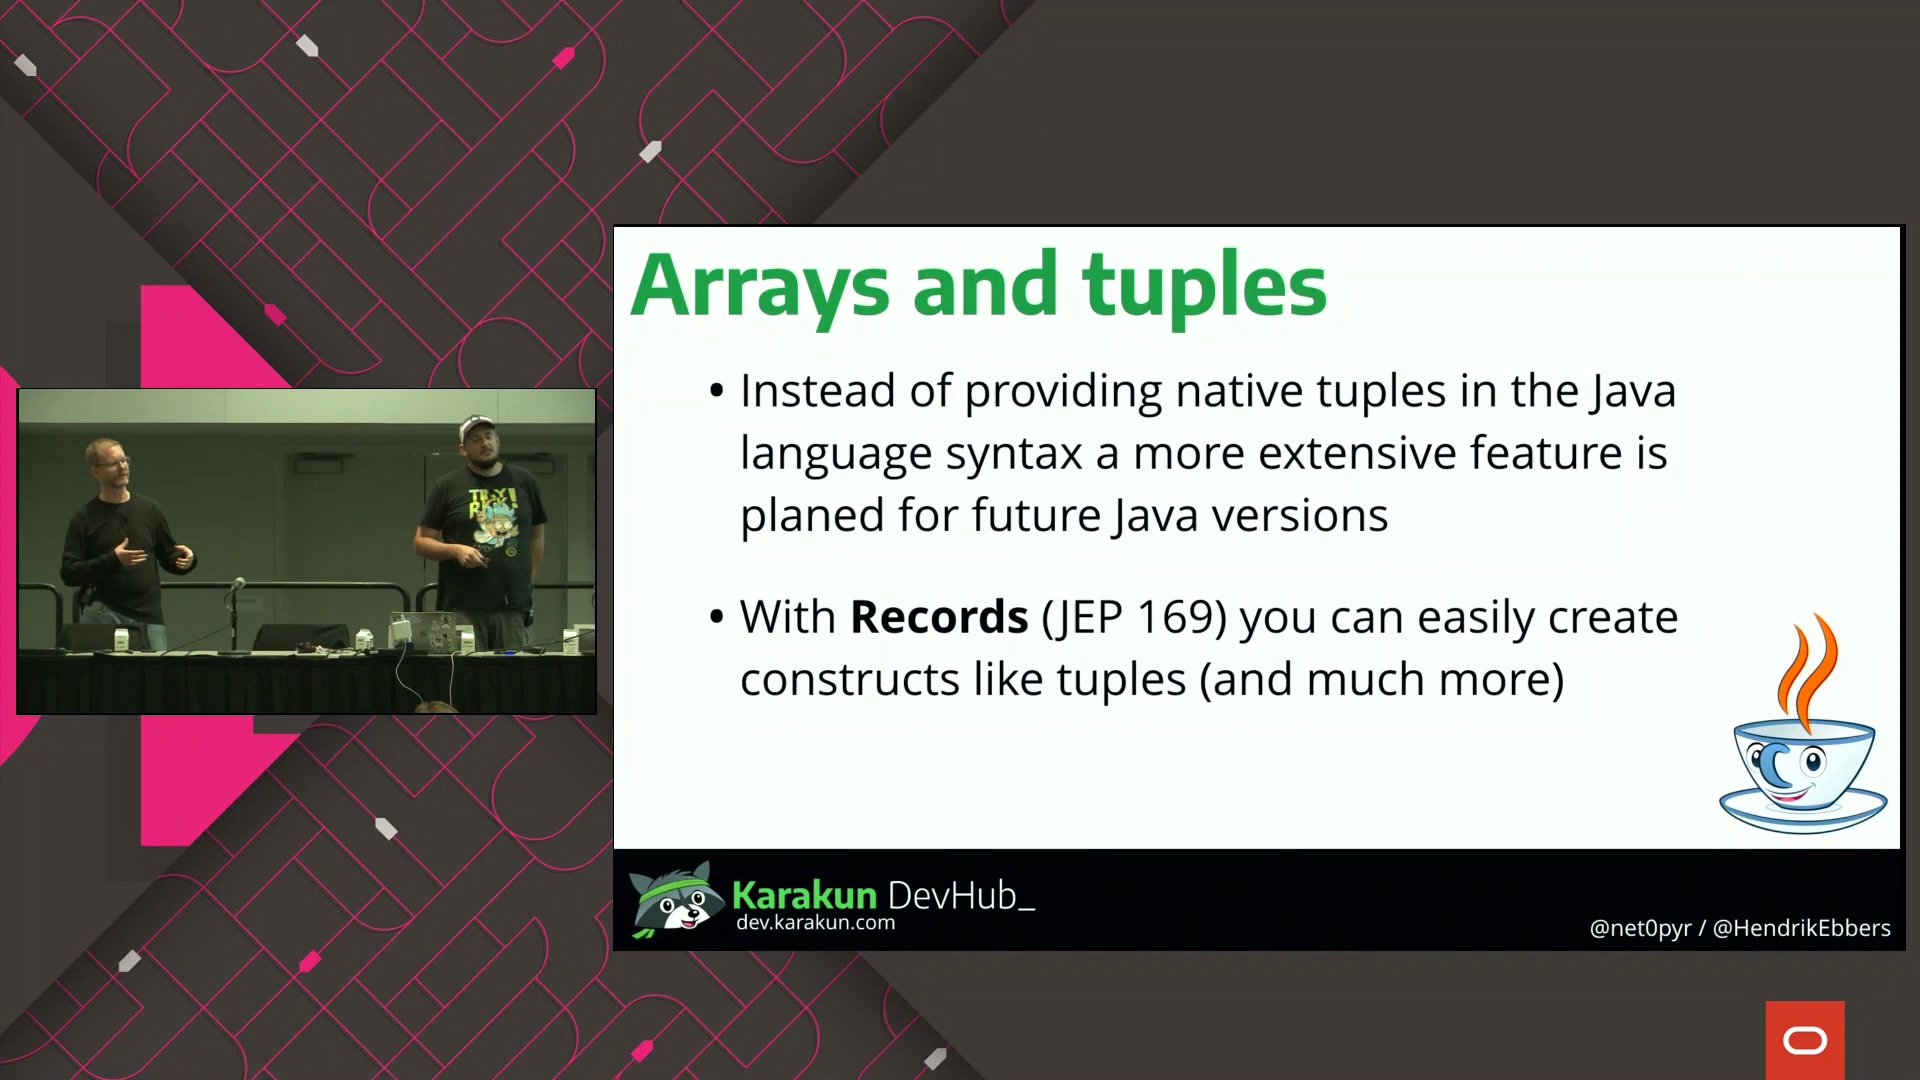 Arrays and tuples
• Instead of providing native tuples in the Java
language syntax a more extensive feature is
planed for future Java versions
• With Records (JEP 169) you can easily create
constructs like tuples (and much more)
Karakun DevHub_
dev.karakun.com
@net0pyr / @HendrikEbbers